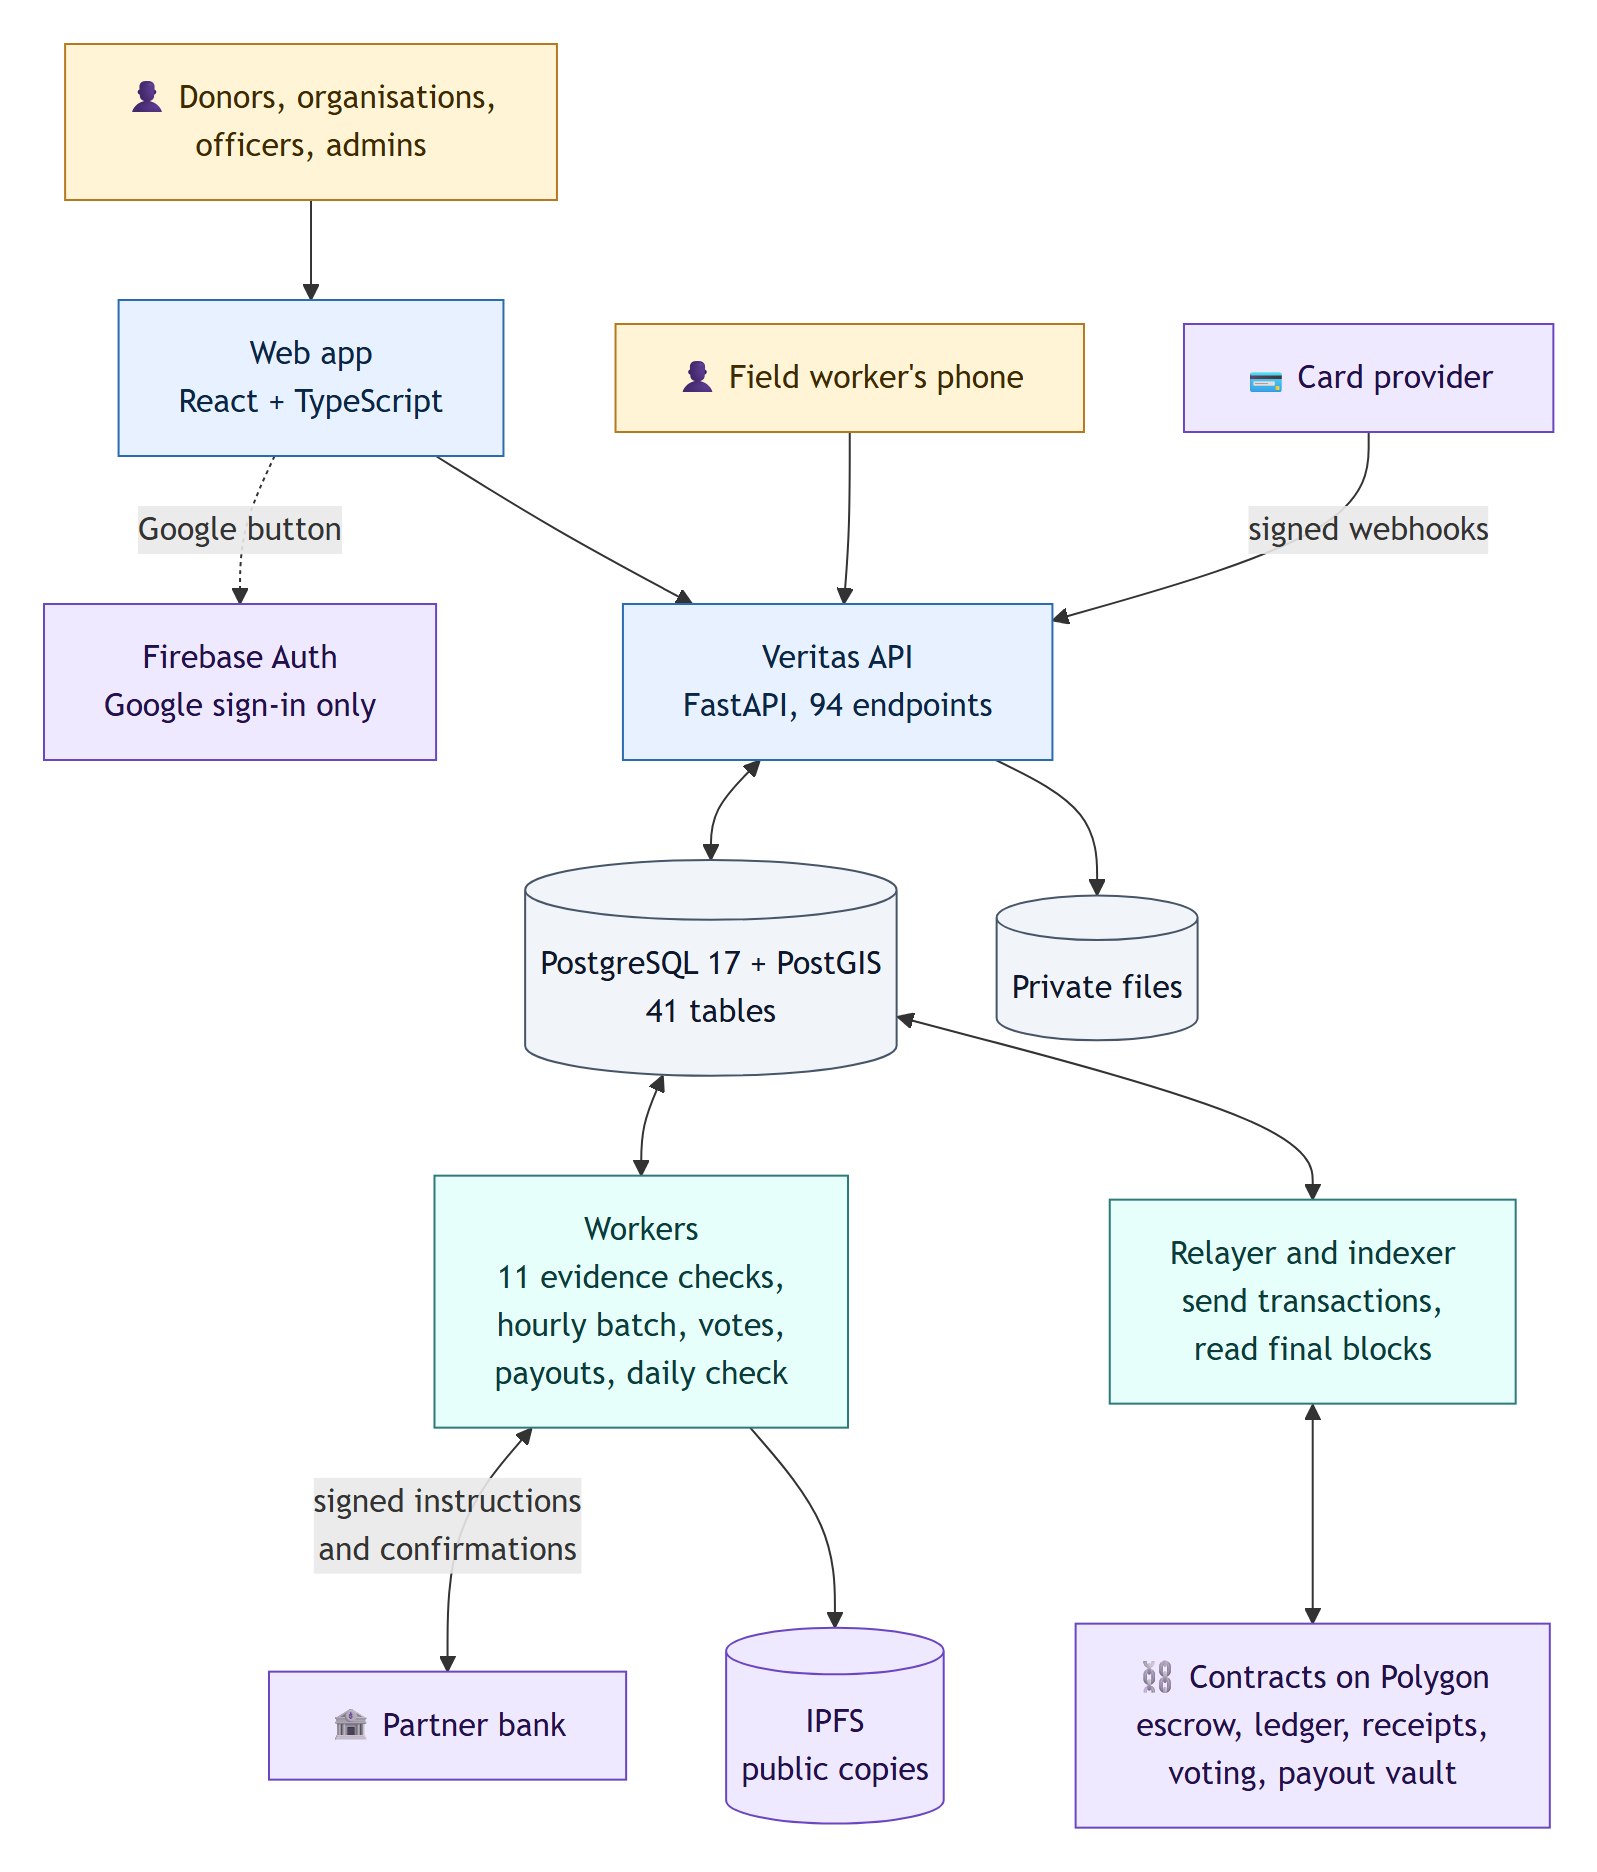 Donors, organisations,
officers, admins
Web app
React + TypeScript
Field worker's phone
Card provider
Google button
signed webhooks
Firebase Auth
Google sign-in only
Veritas API
FastAPI, 94 endpoints
PostgreSQL 17 + PostGIS
41 tables
Private files
Workers
11 evidence checks,
hourly batch, votes,
payouts, daily check
Relayer and indexer
send transactions,
read final blocks
signed instructions
and confirmations
Partner bank
IPFS
public copies
Contracts on Polygon
escrow, ledger, receipts,
voting, payout vault